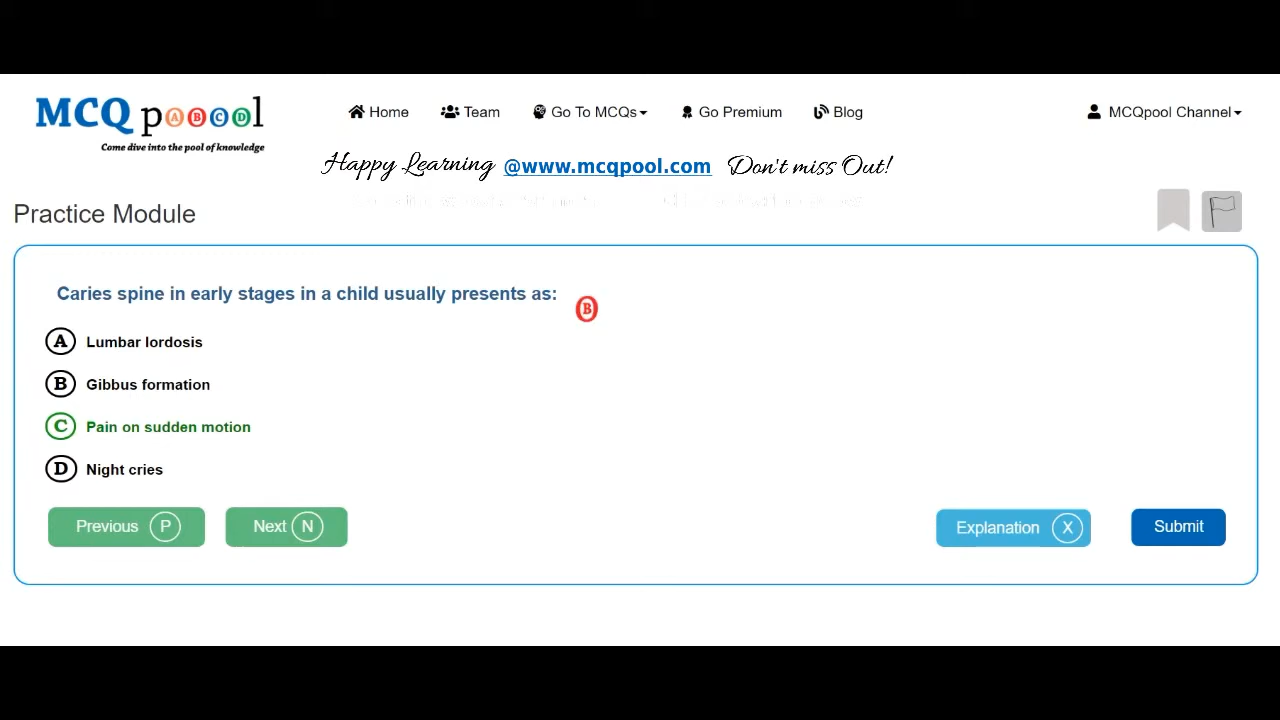 MCQ pABCDl
Come dive into the pool of knowledge
Home Team Go To MCQs Go Premium Blog MCQpool Channel
Happy Learning @www.mcqpool.com Don't miss Out!
Practice Module
Caries spine in early stages in a child usually presents as:
B
A Lumbar lordosis
B Gibbus formation
C Pain on sudden motion
D Night cries
Previous P Next N Explanation X Submit